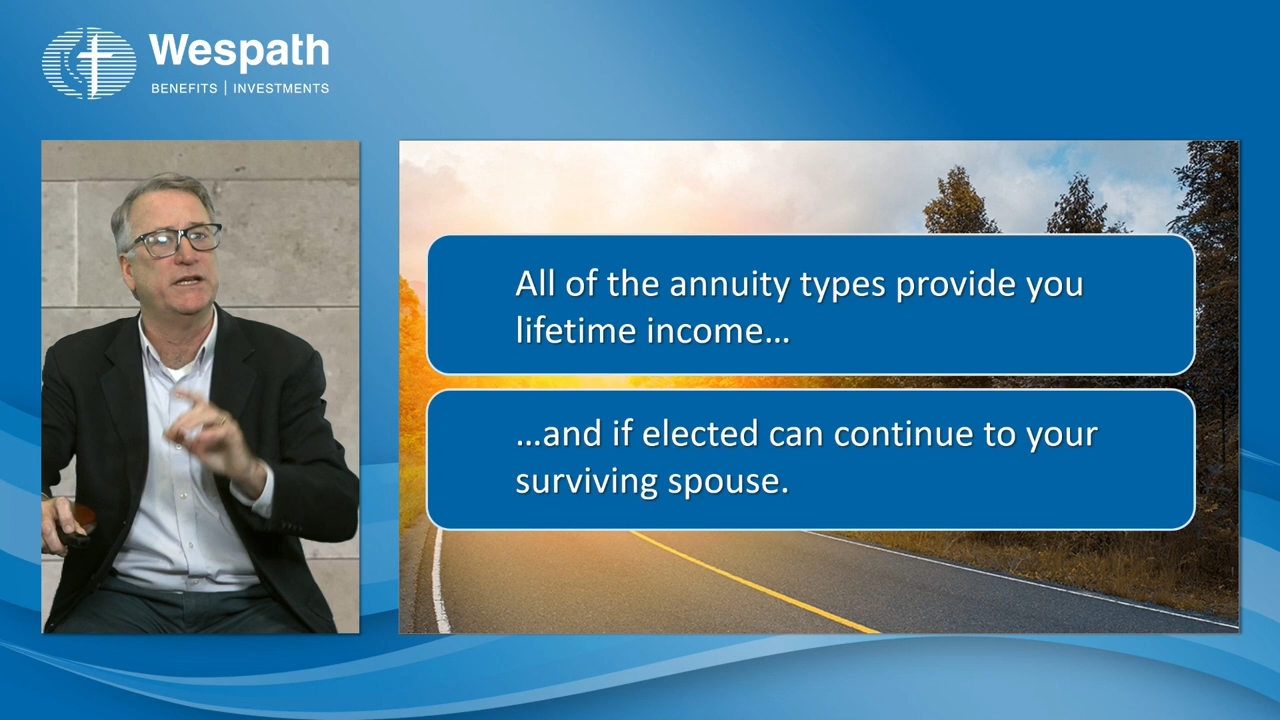 Wespath
BENEFITS | INVESTMENTS
All of the annuity types provide you
lifetime income…
…and if elected can continue to your
surviving spouse.